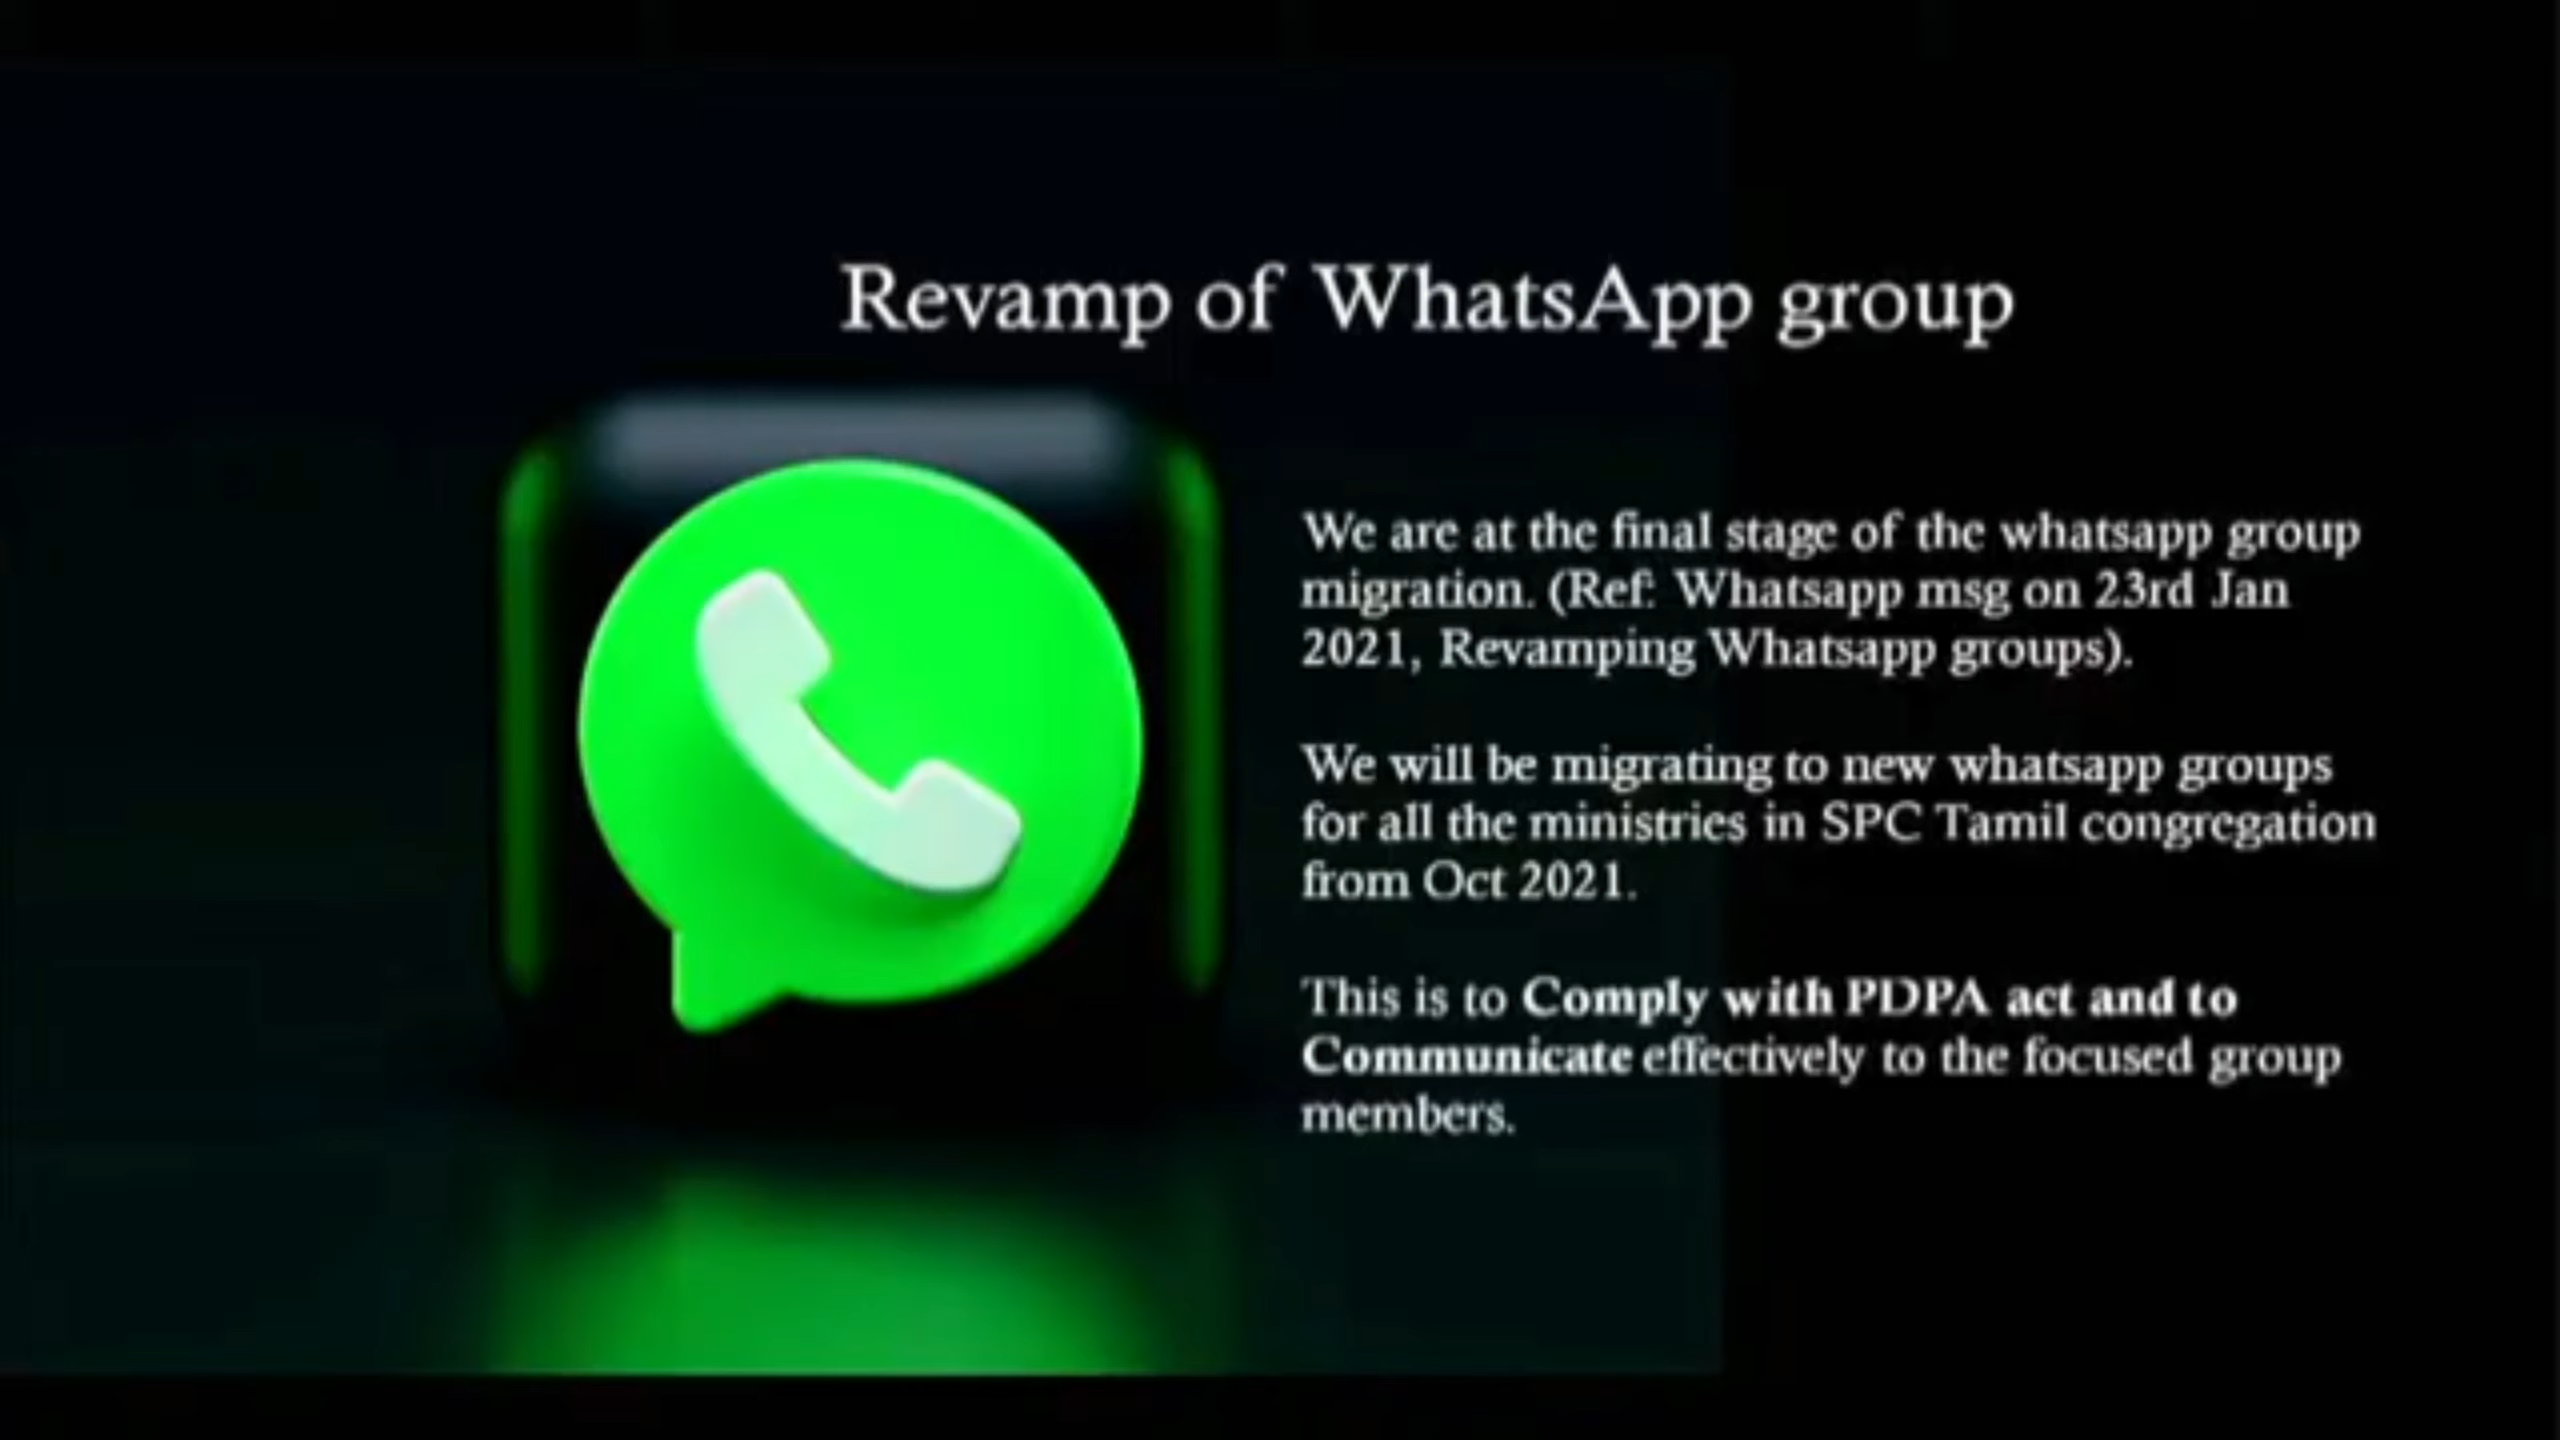 Revamp of WhatsApp group
We are at the final stage of the whatsapp group
migration. (Ref: Whatsapp msg on 23rd Jan
2021, Revamping Whatsapp groups).
We will be migrating to new whatsapp groups
for all the ministries in SPC Tamil congregation
from Oct 2021.
This is to Comply with PDPA act and to
Communicate effectively to the focused group
members.